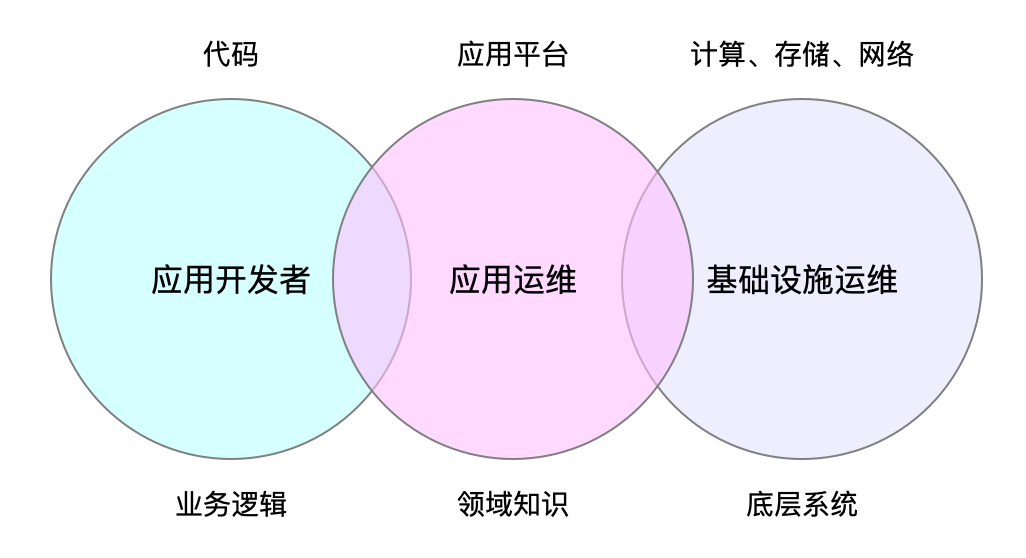 代码
应用平台
计算、存储、网络
应用开发者
应用运维
基础设施运维
业务逻辑
领域知识
底层系统